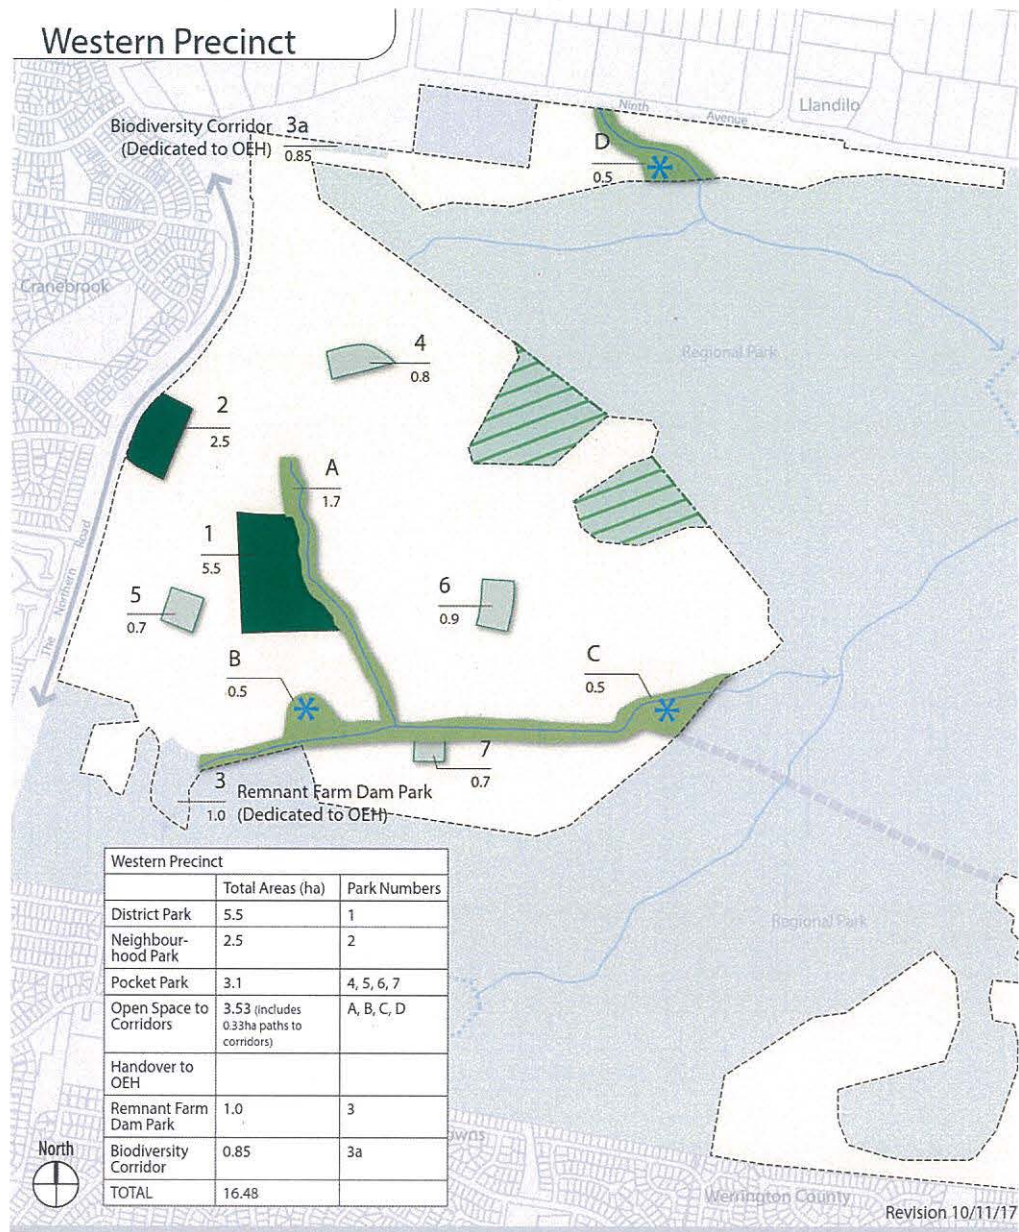 Western Precinct
Ninth Avenue
Llandilo
Biodiversity Corridor 3a
(Dedicated to OEH) 0.85
D
0.5
Cranebrook
Regional Park
4
0.8
2
2.5
A
1.7
1
5.5
The Northern Road
5
0.7
6
0.9
B
0.5
C
0.5
7
0.7
3 Remnant Farm Dam Park
1.0 (Dedicated to OEH)
Western Precinct
Total Areas (ha) Park Numbers
District Park 5.5 1
Neighbour-
hood Park 2.5 2
Pocket Park 3.1 4, 5, 6, 7
Open Space to
Corridors 3.53 (includes
0.33ha paths to
corridors) A, B, C, D
Handover to
OEH
Remnant Farm
Dam Park 1.0 3
Biodiversity
Corridor 0.85 3a
TOTAL 16.48
Regional Park
North
Werrington County
Revision 10/11/17